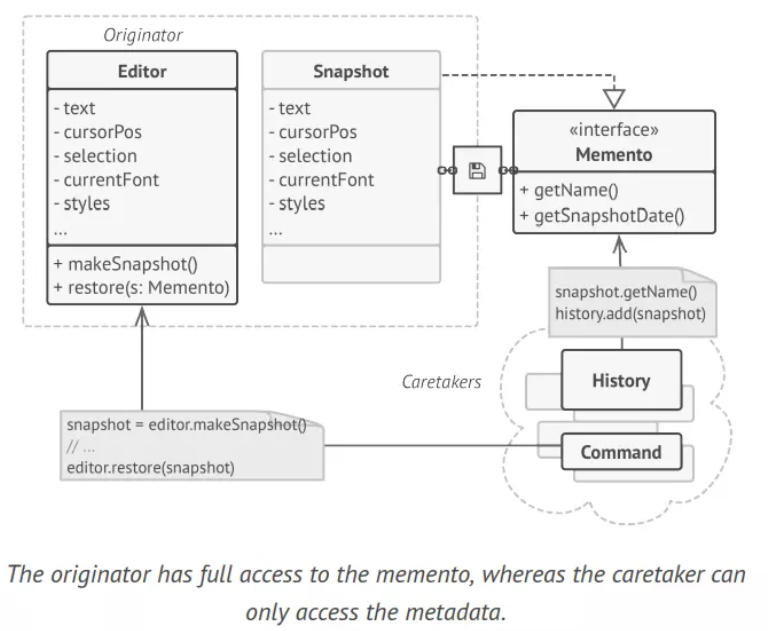 Originator
Editor
- text
- cursorPos
- selection
- currentFont
- styles
...
+ makeSnapshot()
+ restore(s: Memento)
Snapshot
- text
- cursorPos
- selection
- currentFont
- styles
...
«interface»
Memento
+ getName()
+ getSnapshotDate()
snapshot.getName()
history.add(snapshot)
Caretakers
History
Command
snapshot = editor.makeSnapshot()
// ...
editor.restore(snapshot)
The originator has full access to the memento, whereas the caretaker can
only access the metadata.